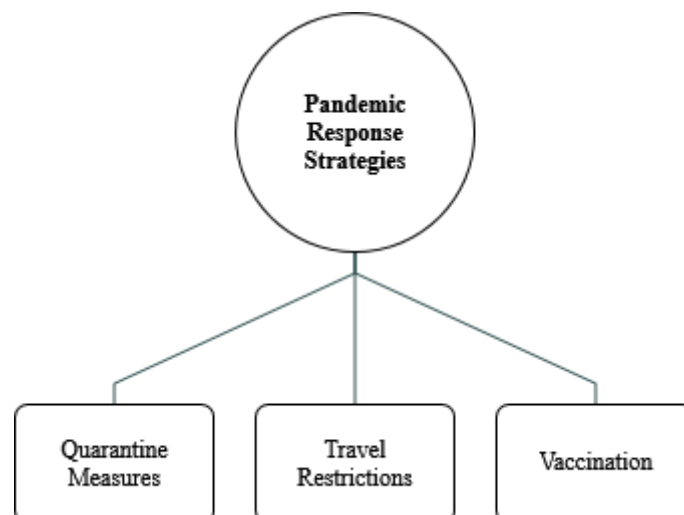 Pandemic
Response
Strategies
Quarantine
Measures
Travel
Restrictions
Vaccination